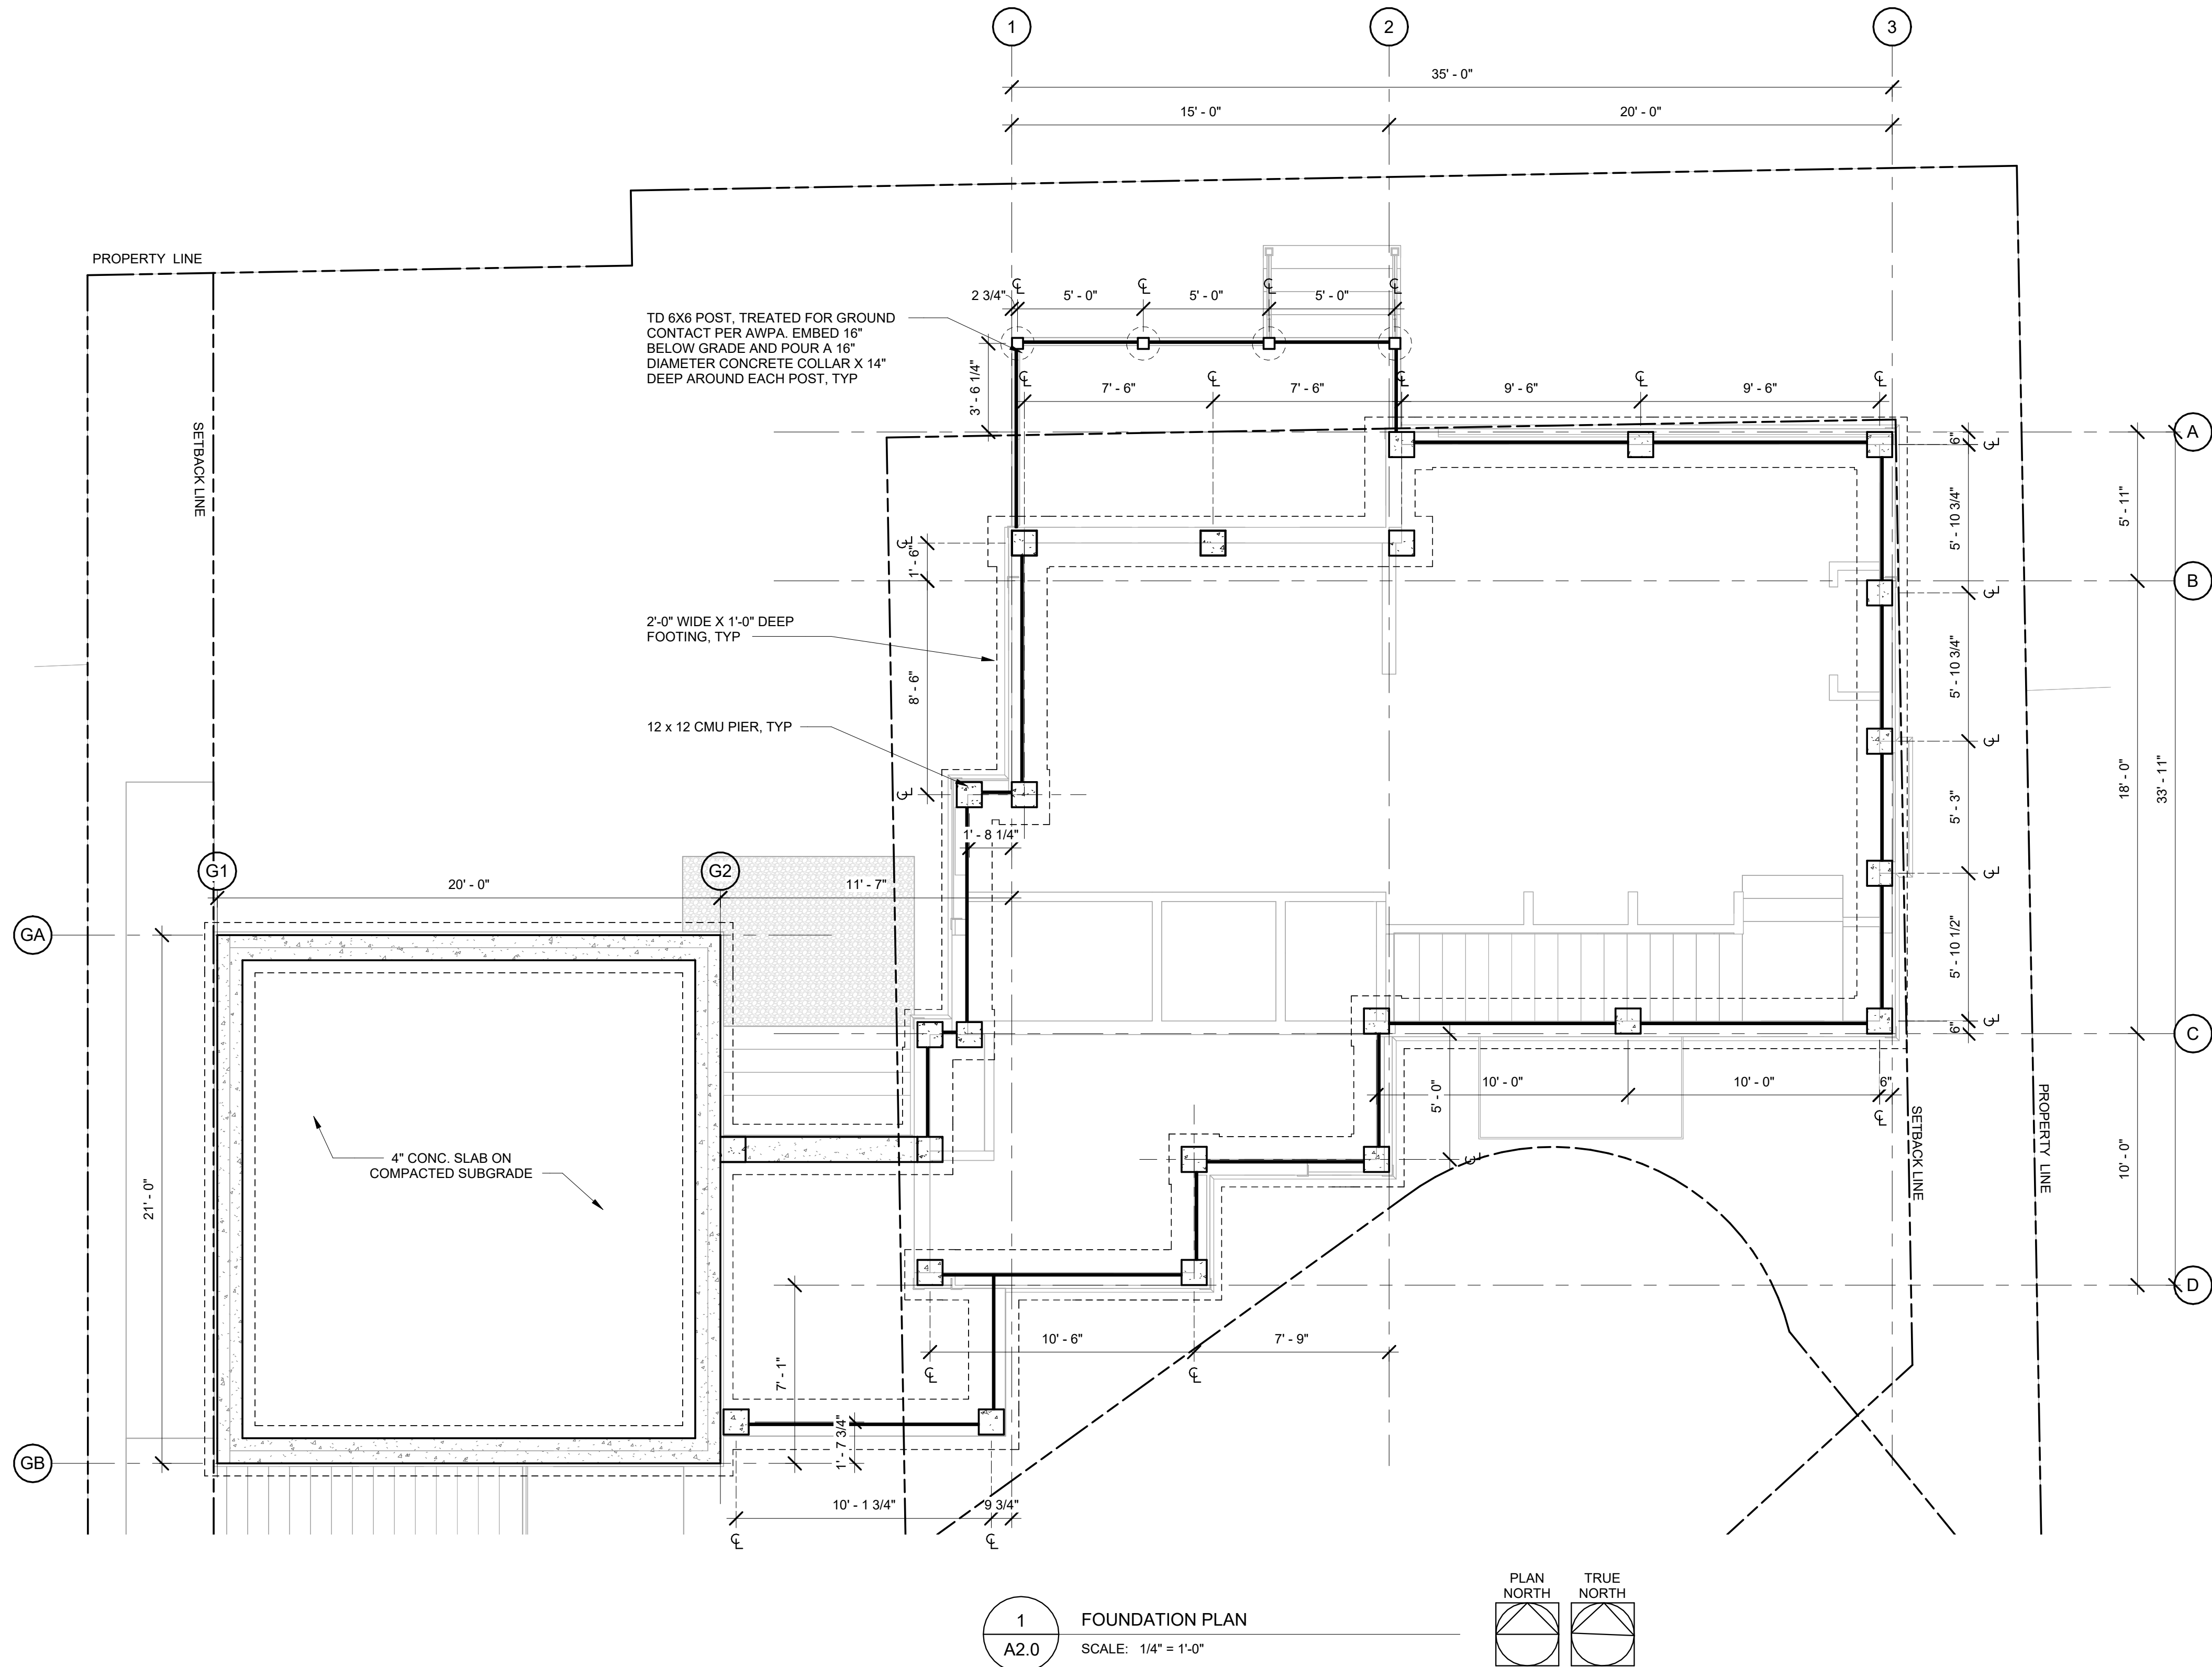 1
2
3
35' - 0"
15' - 0"
20' - 0"
PROPERTY LINE
SETBACK LINE
TD 6X6 POST, TREATED FOR GROUND
CONTACT PER AWPA. EMBED 16"
BELOW GRADE AND POUR A 16"
DIAMETER CONCRETE COLLAR X 14"
DEEP AROUND EACH POST, TYP
2 3/4"
5' - 0"
5' - 0"
5' - 0"
℄
℄
℄
℄
3' - 6 1/4"
℄
℄
℄
℄
℄
7' - 6"
7' - 6"
9' - 6"
9' - 6"
A
6"
℄
5' - 10 3/4"
5' - 11"
℄
1' - 6"
B
℄
2'-0" WIDE X 1'-0" DEEP
FOOTING, TYP
8' - 6"
5' - 10 3/4"
12 x 12 CMU PIER, TYP
℄
℄
5' - 3"
18' - 0"
33' - 11"
1' - 8 1/4"
G1
G2
20' - 0"
11' - 7"
℄
GA
5' - 10 1/2"
℄
6"
C
10' - 0"
10' - 0"
6"
℄
5' - 0"
℄
SETBACK LINE
PROPERTY LINE
10' - 0"
4" CONC. SLAB ON
COMPACTED SUBGRADE
21' - 0"
D
10' - 6"
7' - 9"
℄
℄
7' - 1"
1' - 7 3/4"
GB
10' - 1 3/4"
9 3/4"
℄
℄
1
A2.0
FOUNDATION PLAN
SCALE: 1/4" = 1'-0"
PLAN
NORTH
TRUE
NORTH